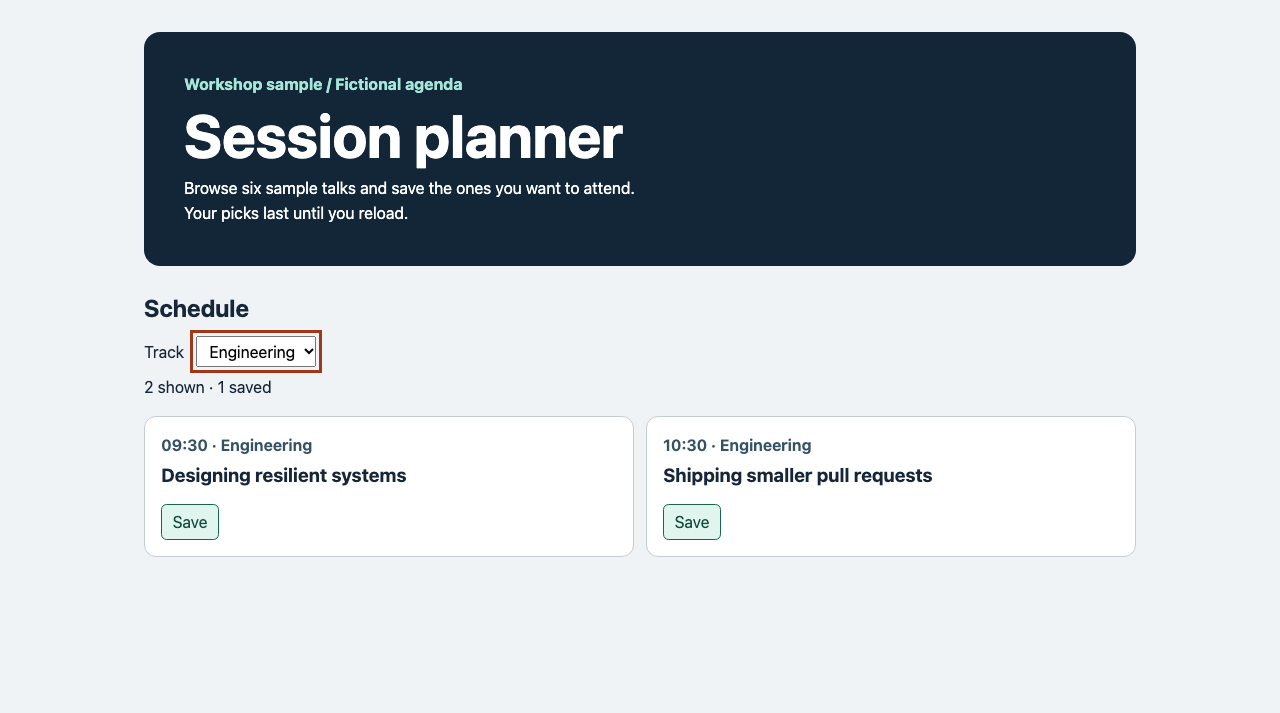 Workshop sample / Fictional agenda
Session planner
Browse six sample talks and save the ones you want to attend.
Your picks last until you reload.
Schedule
Track Engineering
2 shown · 1 saved
09:30 · Engineering
Designing resilient systems
Save
10:30 · Engineering
Shipping smaller pull requests
Save